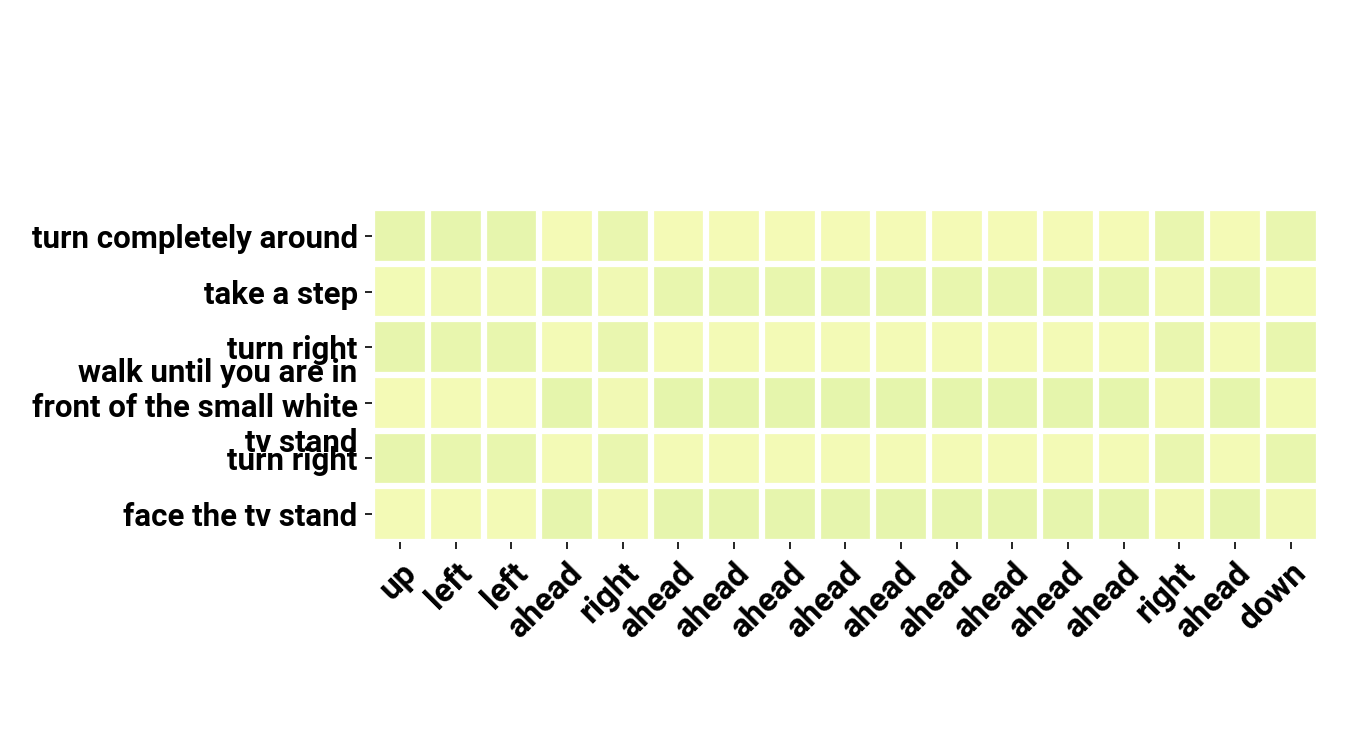 turn completely around
take a step
turn right
walk until you are in
front of the small white
tv stand
turn right
face the tv stand
up
left
left
ahead
right
ahead
ahead
ahead
ahead
ahead
ahead
ahead
ahead
ahead
right
ahead
down